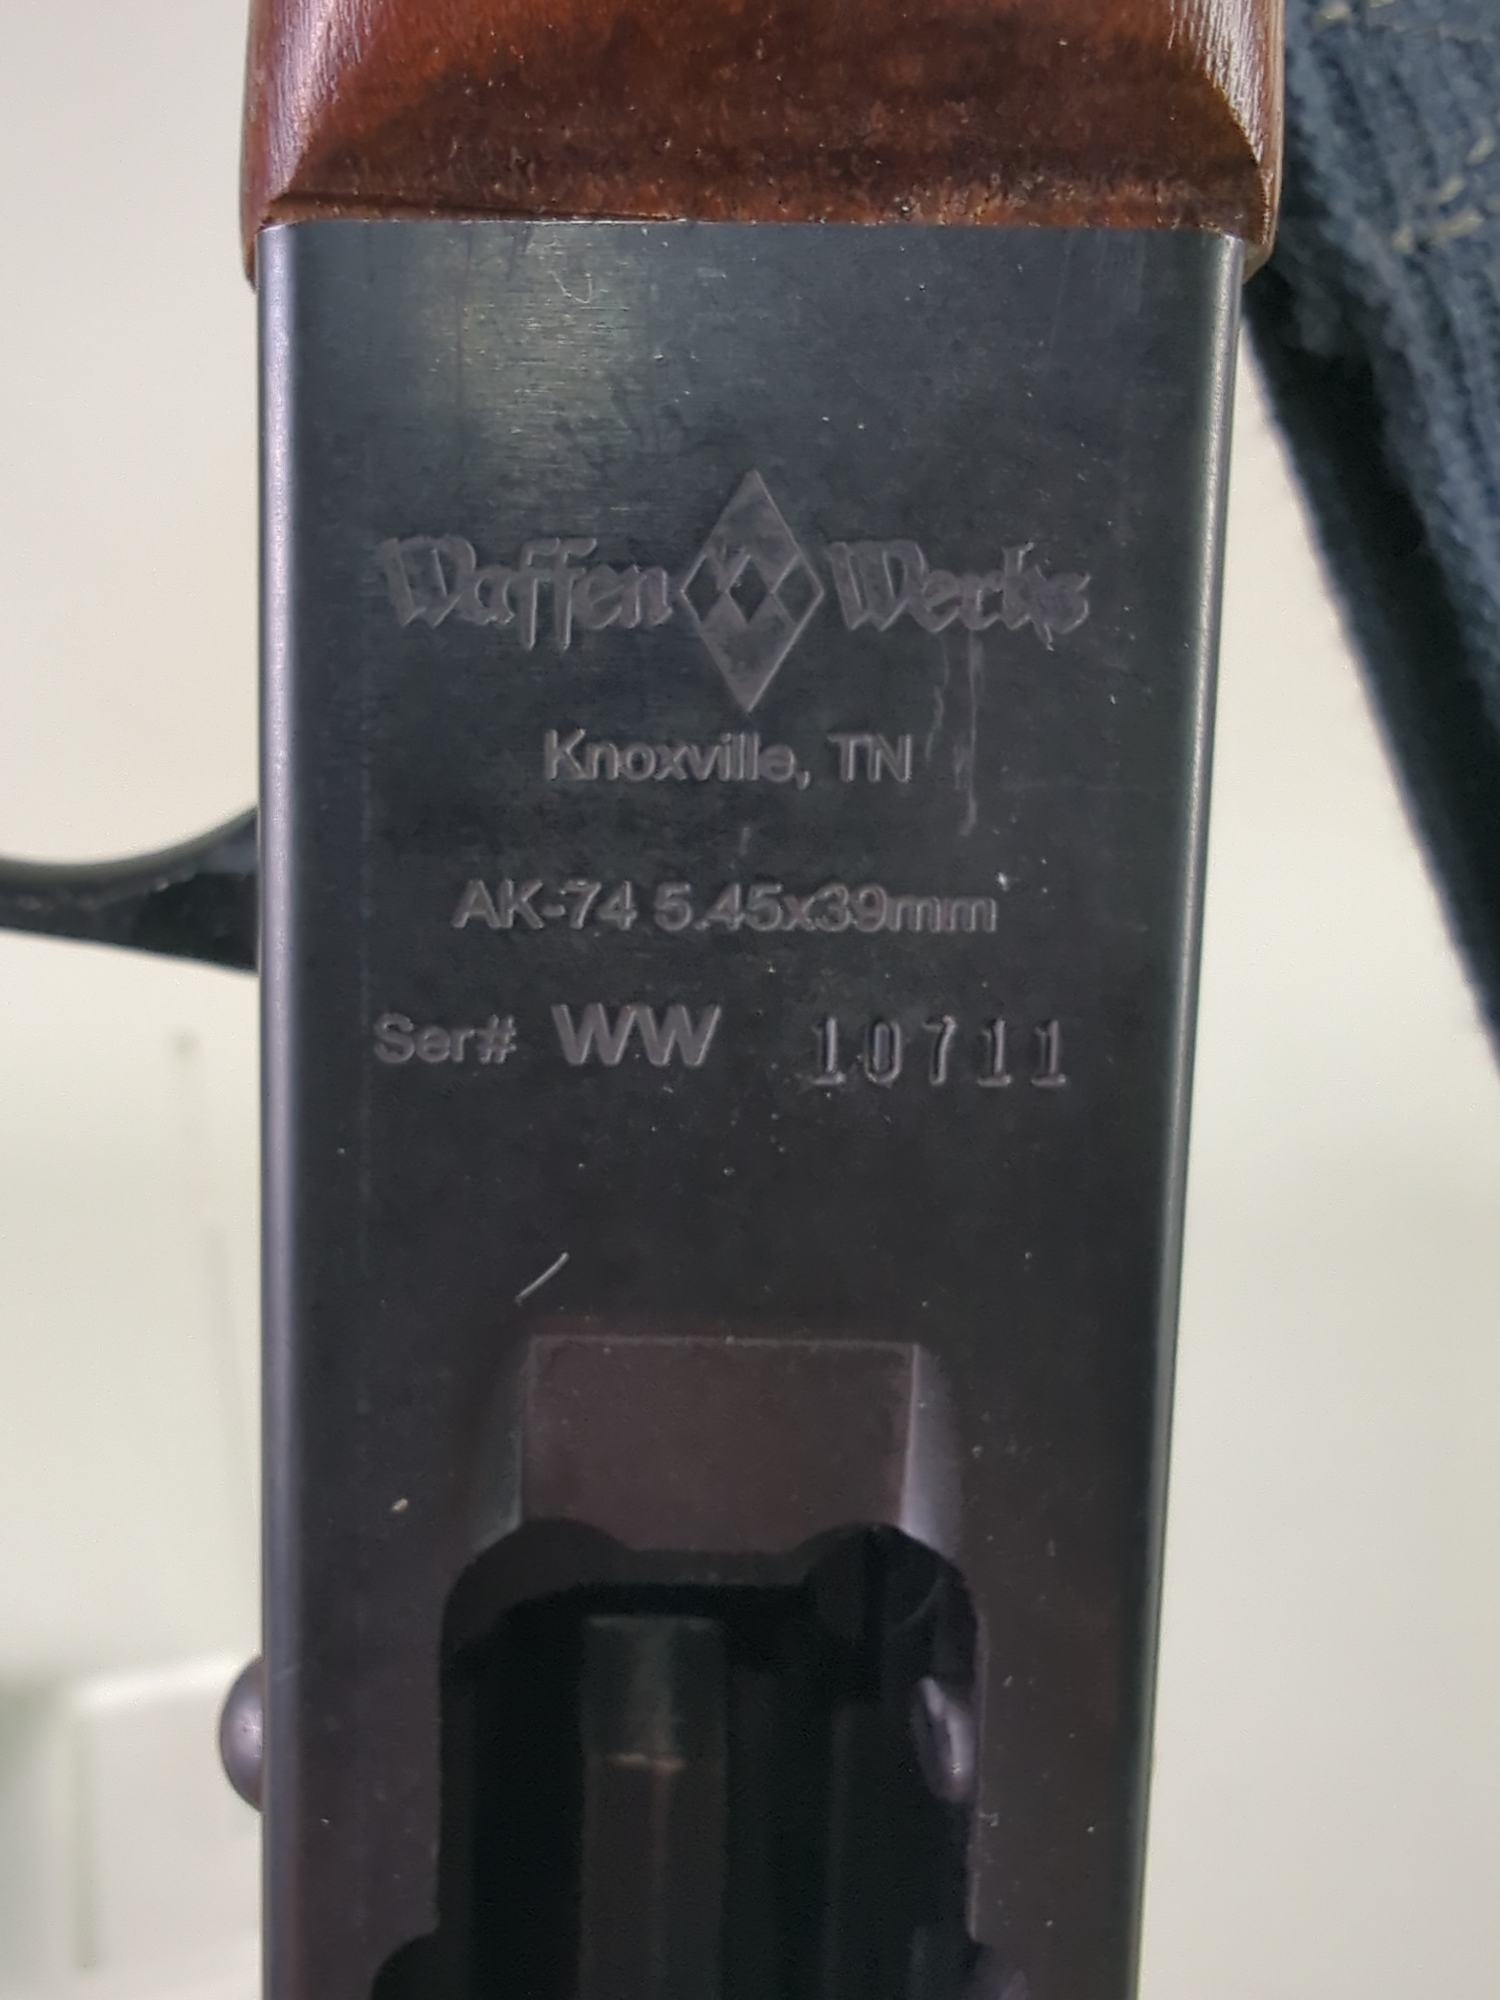 Waffen Werks
Knoxville, TN
AK-74 5.45x39mm
Ser# WW 10711